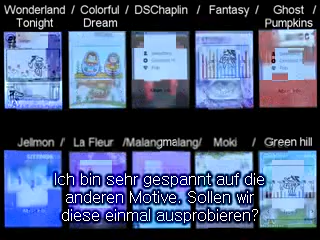 Wonderland / Colorful / DSChaplin / Fantasy / Ghost
Tonight Dream Pumpkins
Jellmon / La Fleur /Malangmalang/ Moki / Green hill
Ich bin sehr gespannt auf die
anderen Motive. Sollen wir
diese einmal ausprobieren?